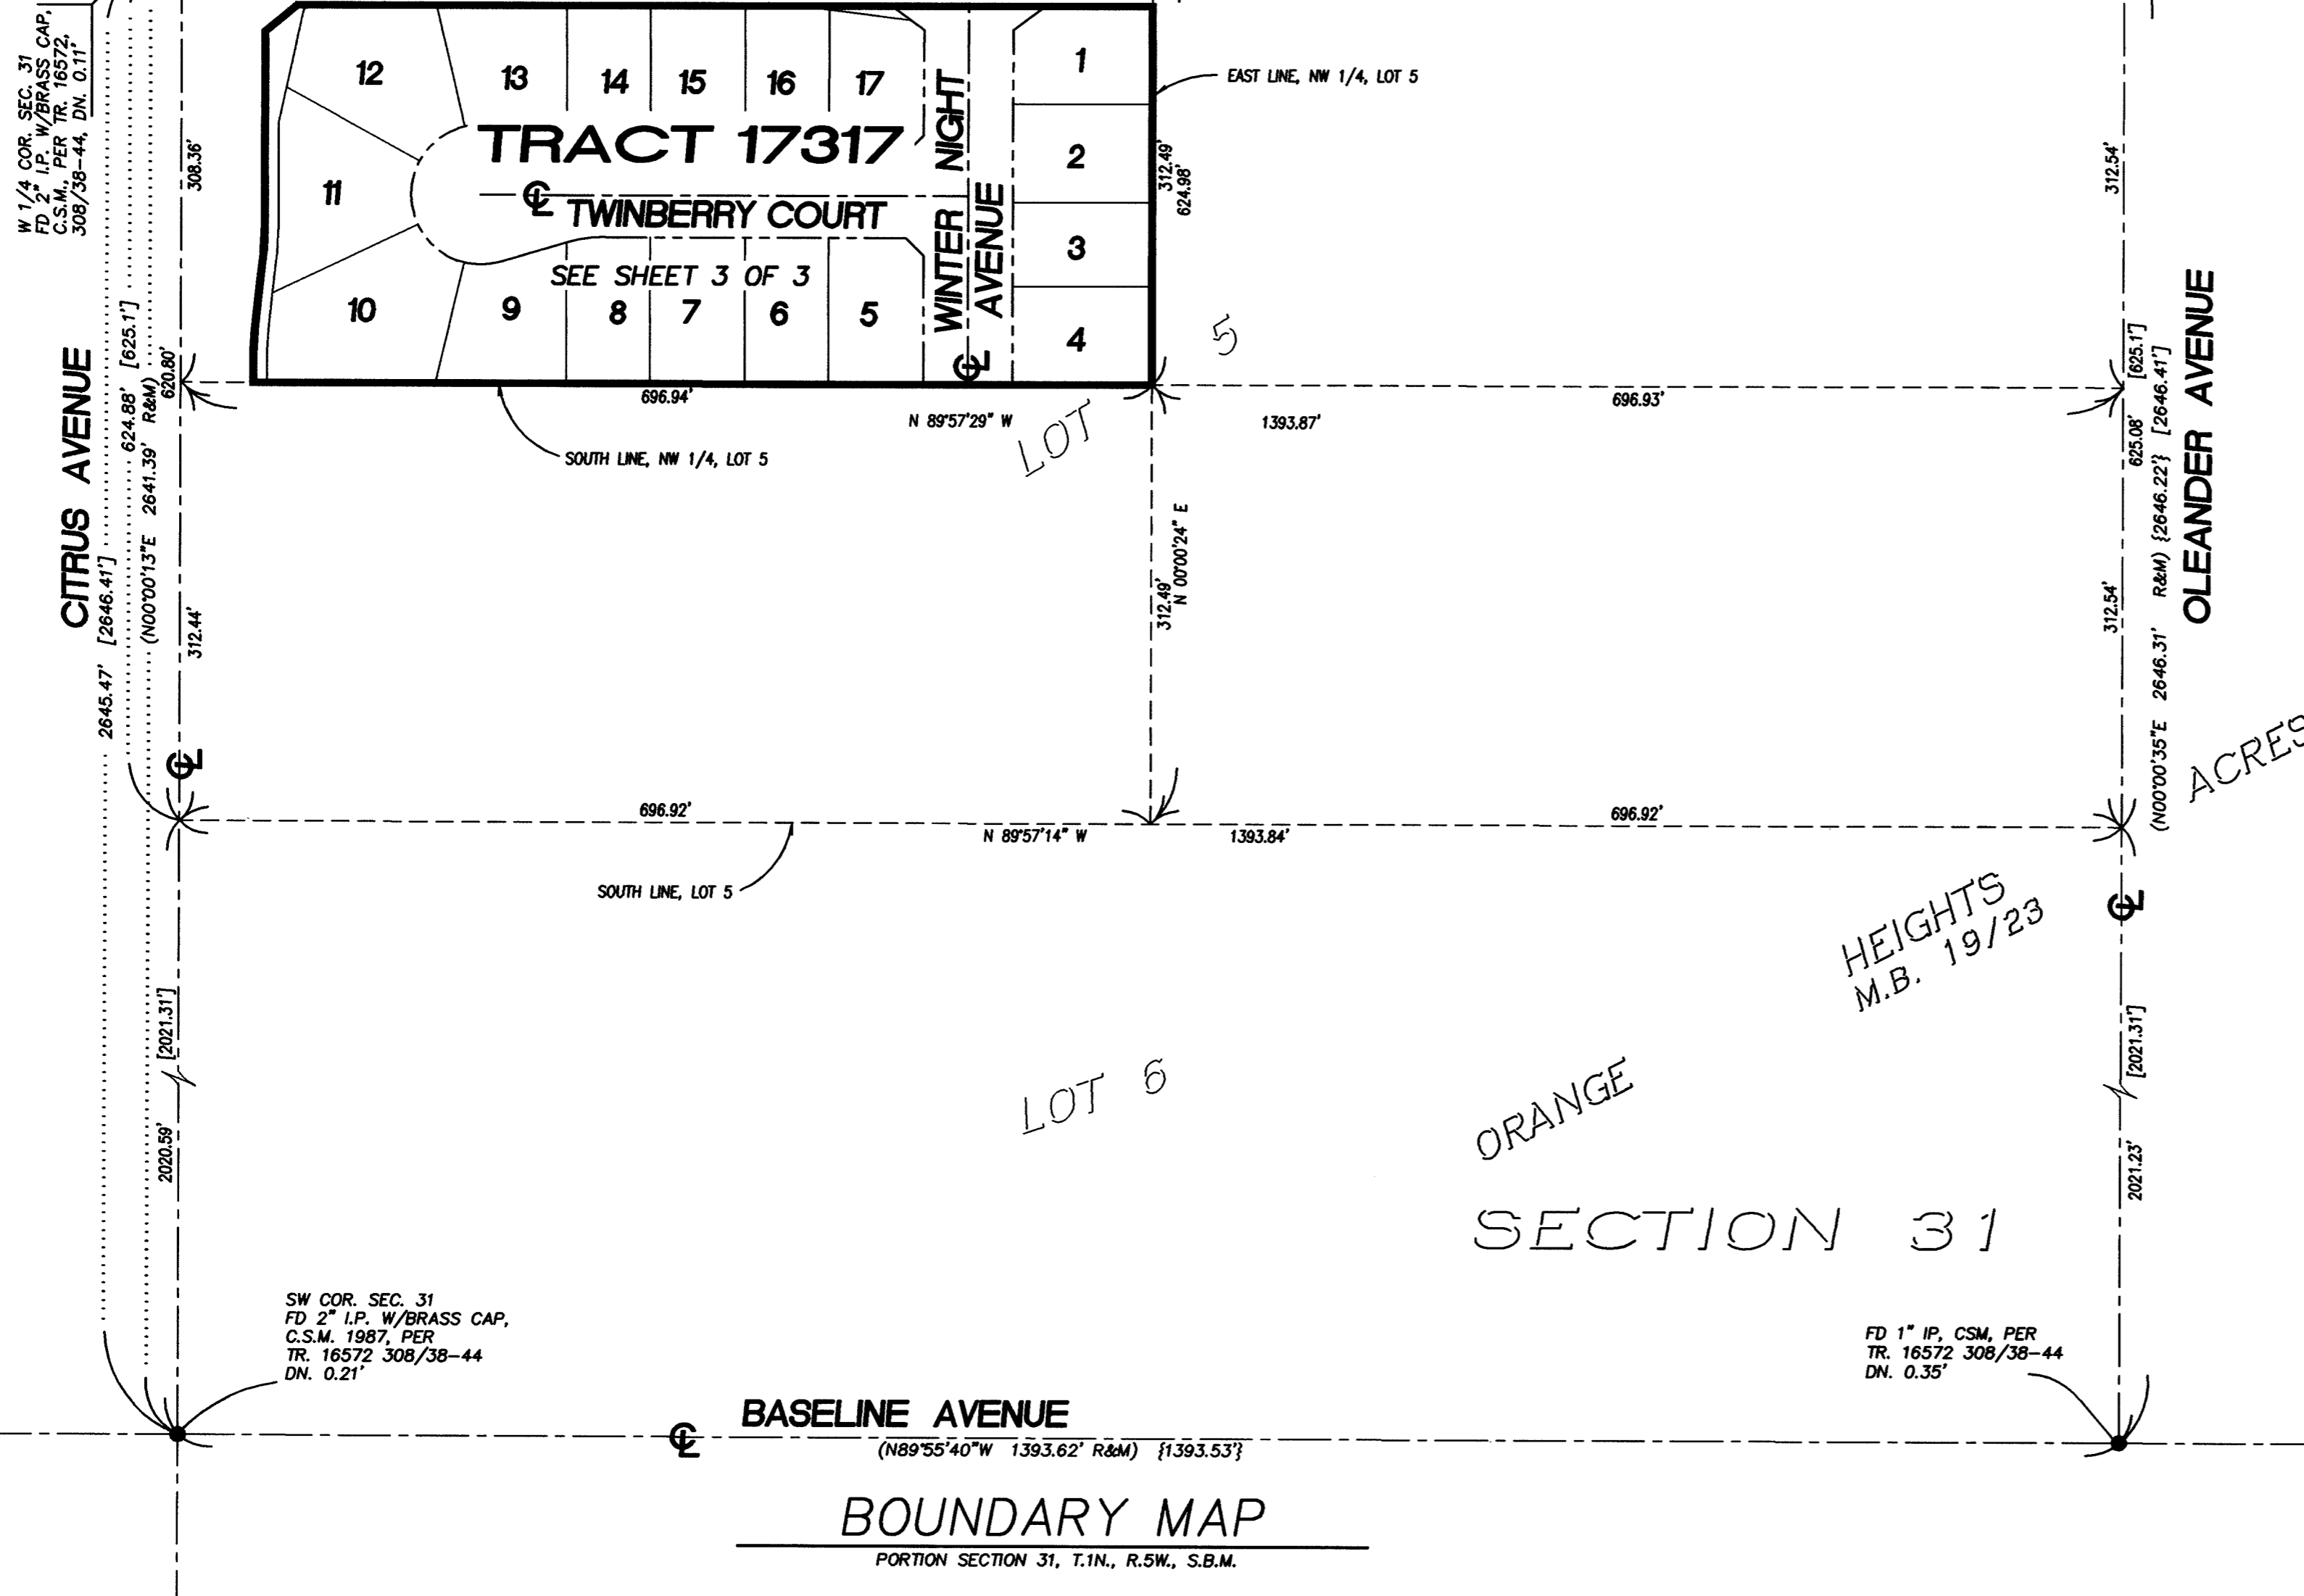 W 1/4 COR. SEC. 31
FD 2" I.P. W/BRASS CAP,
C.S.M., PER TR. 16572,
308/38-44, DN. 0.11'
308.36'
12
13
14
15
16
17
1
EAST LINE, NW 1/4, LOT 5
TRACT 17317
WINTER NIGHT
AVENUE
2
312.49'
624.98'
312.54'
11
℄ TWINBERRY COURT
3
SEE SHEET 3 OF 3
10
9
8
7
6
5
4
℄
5
CITRUS AVENUE
2645.47' [2646.41']
624.88' [625.1']
(N00°00'13"E 2641.39' R&M)
620.80'
696.94'
N 89°57'29" W
1393.87'
696.93'
LOT
SOUTH LINE, NW 1/4, LOT 5
625.08' [625.1']
(N00°00'35"E 2646.31' R&M) {2646.22'} [2646.41']
OLEANDER AVENUE
312.44'
312.49'
N 00°00'24" E
312.54'
ACRES
℄
696.92'
N 89°57'14" W
1393.84'
696.92'
SOUTH LINE, LOT 5
℄
HEIGHTS
M.B. 19/23
2020.59' [2021.31']
LOT 6
ORANGE
2021.23' [2021.31']
SECTION 31
SW COR. SEC. 31
FD 2" I.P. W/BRASS CAP,
C.S.M. 1987, PER
TR. 16572 308/38-44
DN. 0.21'
FD 1" IP, CSM, PER
TR. 16572 308/38-44
DN. 0.35'
BASELINE AVENUE
℄
(N89°55'40"W 1393.62' R&M) {1393.53'}
BOUNDARY MAP
PORTION SECTION 31, T.1N., R.5W., S.B.M.